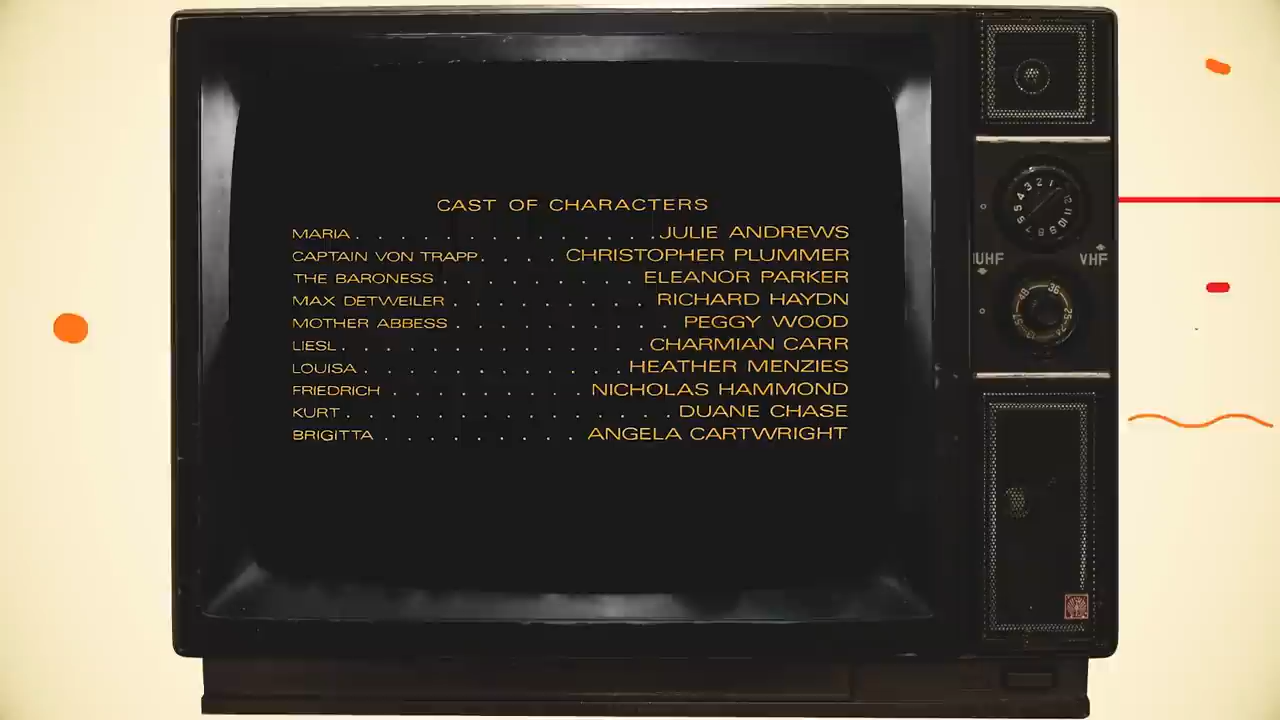 CAST OF CHARACTERS
MARIA . . . . . . . . . . . . . . JULIE ANDREWS
CAPTAIN VON TRAPP . . . . CHRISTOPHER PLUMMER
THE BARONESS . . . . . . . . . ELEANOR PARKER
MAX DETWEILER . . . . . . . . . RICHARD HAYDN
MOTHER ABBESS . . . . . . . . . . PEGGY WOOD
LIESL . . . . . . . . . . . . . . CHARMIAN CARR
LOUISA . . . . . . . . . . . . HEATHER MENZIES
FRIEDRICH . . . . . . . . . NICHOLAS HAMMOND
KURT . . . . . . . . . . . . . . . DUANE CHASE
BRIGITTA . . . . . . . . . ANGELA CARTWRIGHT
UHF VHF